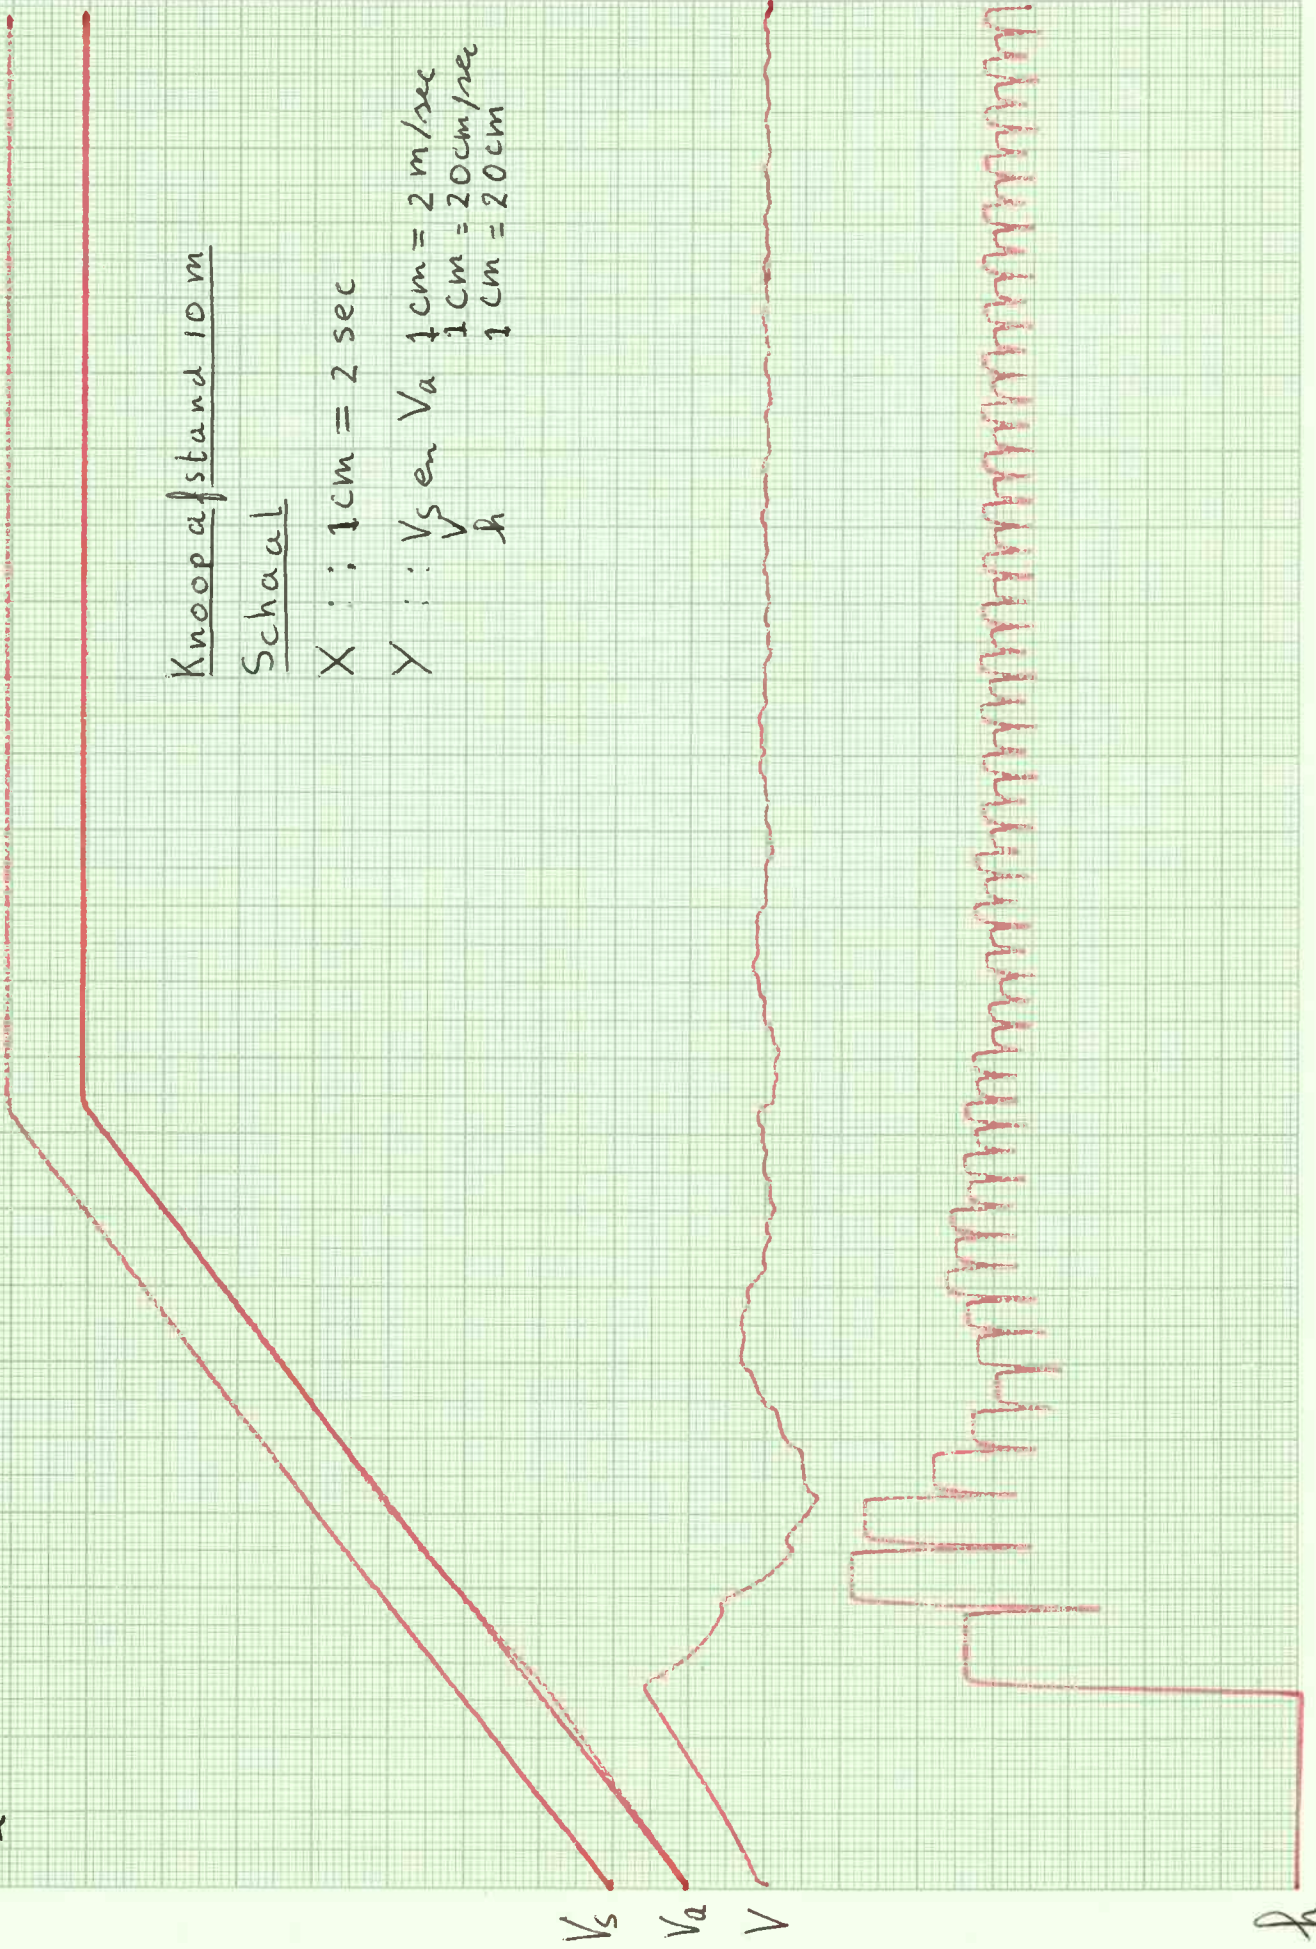 Knoopafstand 10 m
Schaal
X : : 1 cm = 2 sec
Y : : Vs en Va 1 cm = 2 m/sec
V 1 cm = 20 cm/sec
h 1 cm = 20 cm
Vs
Va
V
h